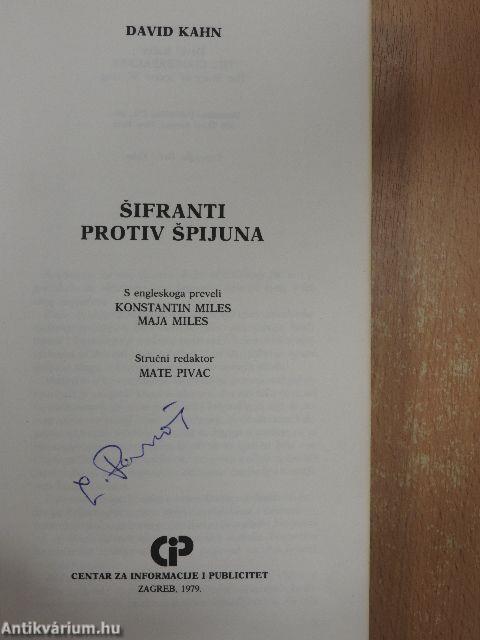 DAVID KAHN
ŠIFRANTI
PROTIV ŠPIJUNA
S engleskoga preveli
KONSTANTIN MILES
MAJA MILES
Stručni redaktor
MATE PIVAC
CIP
CENTAR ZA INFORMACIJE I PUBLICITET
ZAGREB, 1979.
Antikvárium.hu